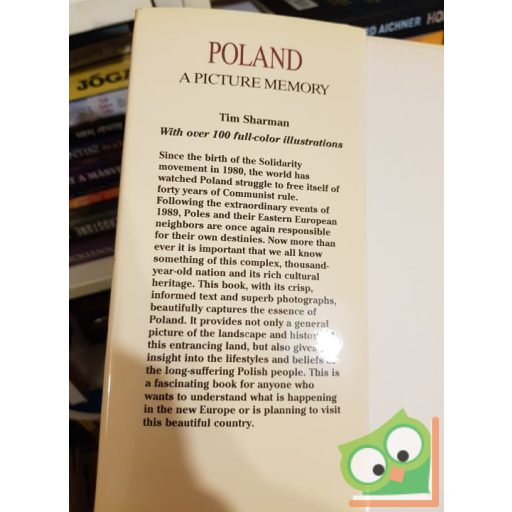 POLAND
A PICTURE MEMORY
Tim Sharman
With over 100 full-color illustrations
Since the birth of the Solidarity
movement in 1980, the world has
watched Poland struggle to free itself of
forty years of Communist rule.
Following the extraordinary events of
1989, Poles and their Eastern European
neighbors are once again responsible
for their own destinies. Now more than
ever it is important that we all know
something of this complex, thousand-
year-old nation and its rich cultural
heritage. This book, with its crisp,
informed text and superb photographs,
beautifully captures the essence of
Poland. It provides not only a general
picture of the landscape and
this entrancing land, but also gives
insight into the lifestyles and beliefs
the long-suffering Polish people. This is
a fascinating book for anyone who
wants to understand what is happening
in the new Europe or is planning to visit
this beautiful country.
JÓGA
D AICHNER